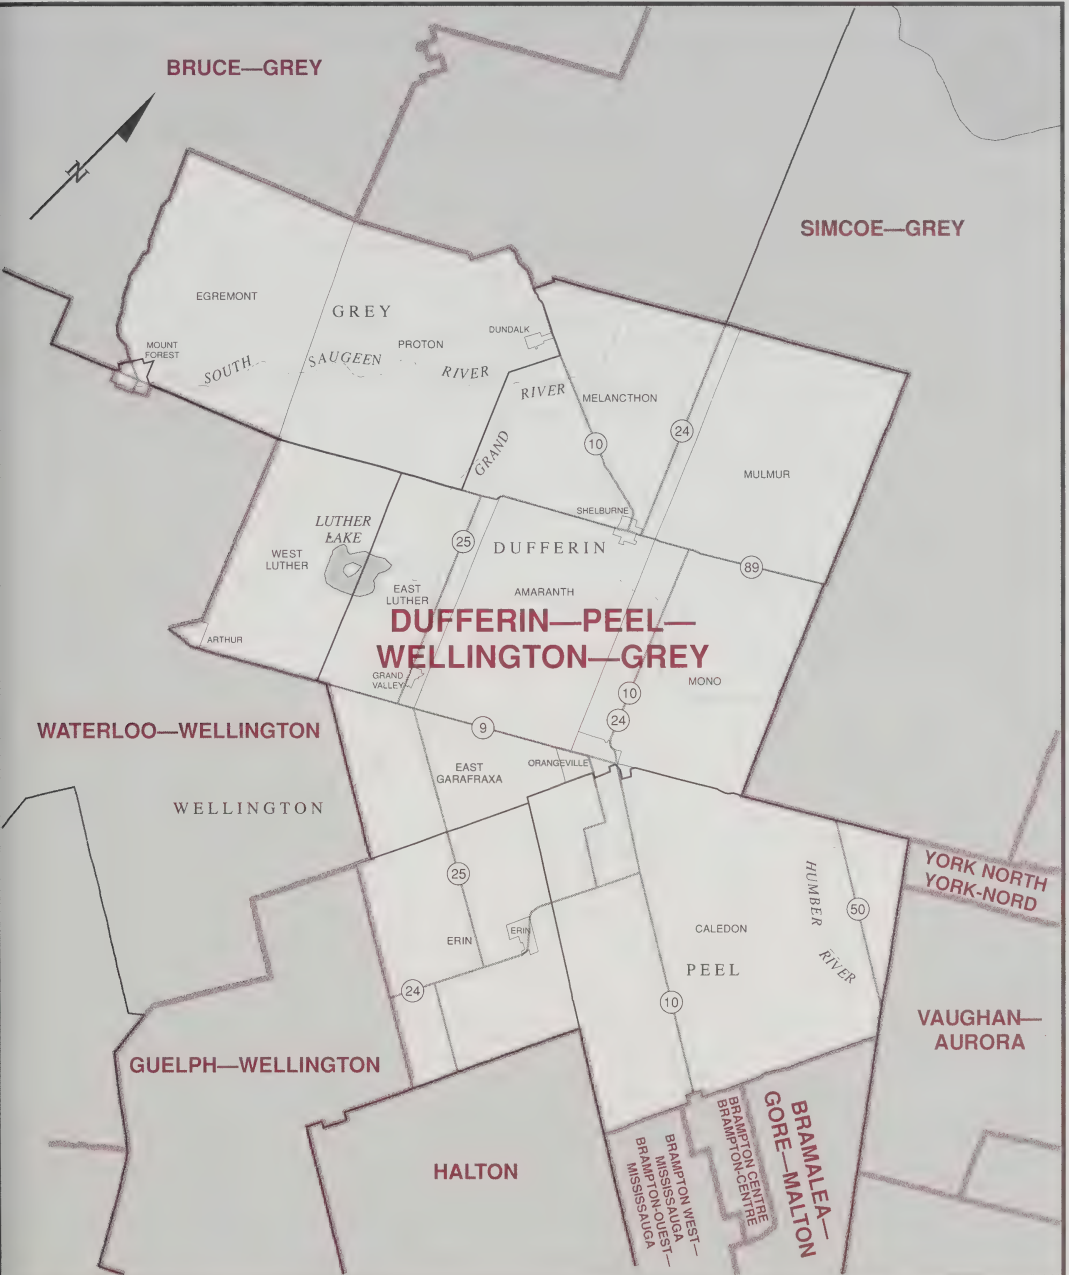 BRUCE—GREY
N
SIMCOE—GREY
EGREMONT
GREY
MOUNT
FOREST
PROTON
DUNDALK
SOUTH SAUGEEN RIVER
GRAND RIVER
MELANCTHON
10
24
MULMUR
SHELBURNE
LUTHER
LAKE
25
DUFFERIN
WEST
LUTHER
89
EAST
LUTHER
AMARANTH
DUFFERIN—PEEL—
WELLINGTON—GREY
ARTHUR
GRAND
VALLEY
MONO
10
24
9
WATERLOO—WELLINGTON
EAST
GARAFRAXA
ORANGEVILLE
WELLINGTON
25
YORK NORTH
YORK-NORD
HUMBER
RIVER
50
ERIN
ERIN
CALEDON
PEEL
24
10
VAUGHAN—
AURORA
GUELPH—WELLINGTON
HALTON
BRAMPTON WEST—
MISSISSAUGA
BRAMPTON-OUEST—
MISSISSAUGA
BRAMPTON CENTRE
BRAMPTON-CENTRE
BRAMALEA—
GORE—MALTON